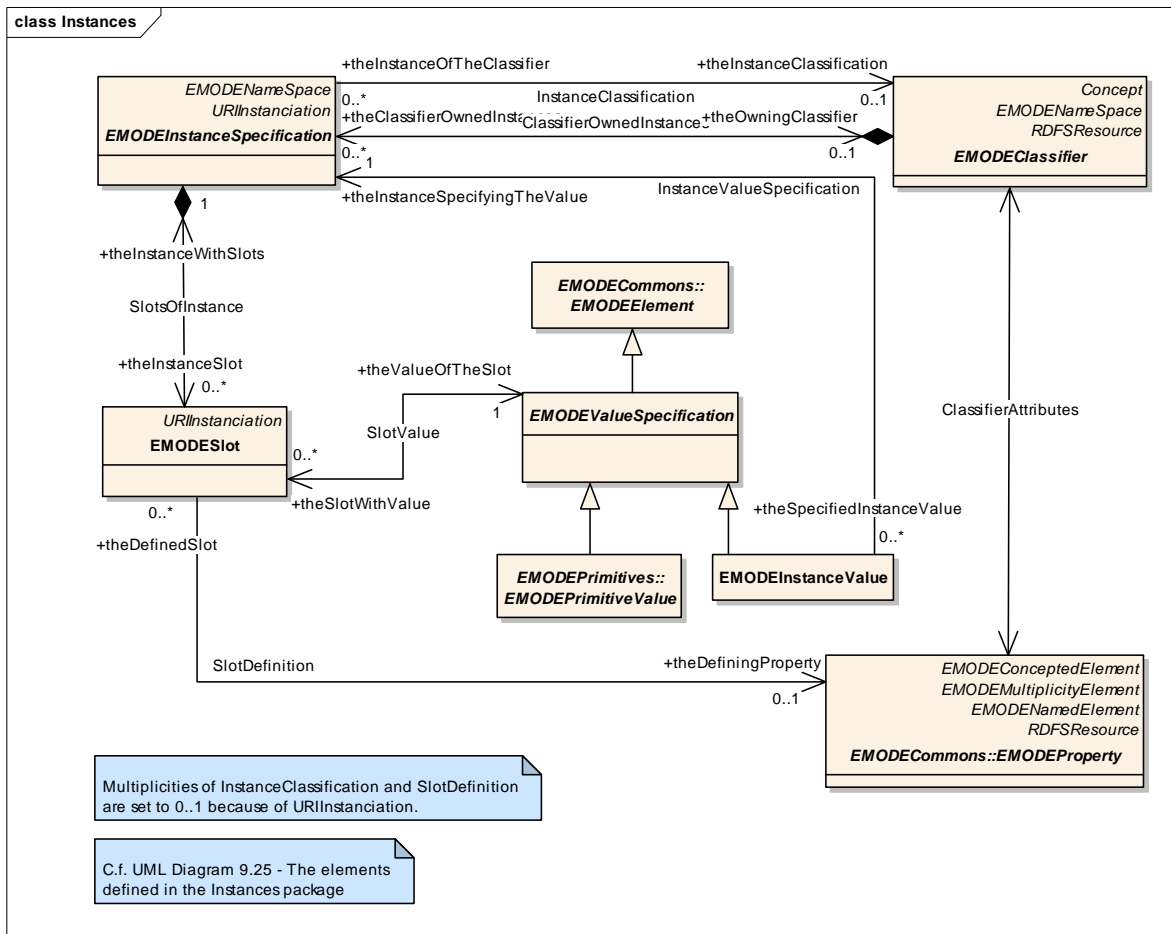 class Instances
+theInstanceOfTheClassifier
+theInstanceClassification
0..*
InstanceClassification
0..1
EMODENameSpace
URIInstanciation
EMODEInstanceSpecification
Concept
EMODENameSpace
RDFSResource
EMODEClassifier
+theClassifierOwnedInstances
ClassifierOwnedInstances
+theOwningClassifier
0..*
0..1
1
+theInstanceSpecifyingTheValue
InstanceValueSpecification
1
+theInstanceWithSlots
SlotsOfInstance
+theInstanceSlot
0..*
EMODECommons::
EMODEElement
+theValueOfTheSlot
1
SlotValue
0..*
+theSlotWithValue
URIInstanciation
EMODESlot
EMODEValueSpecification
ClassifierAttributes
0..*
+theDefinedSlot
+theSpecifiedInstanceValue
0..*
EMODEPrimitives::
EMODEPrimitiveValue
EMODEInstanceValue
SlotDefinition
+theDefiningProperty
0..1
EMODEConceptedElement
EMODEMultiplicityElement
EMODENamedElement
RDFSResource
EMODECommons::EMODEProperty
Multiplicities of InstanceClassification and SlotDefinition
are set to 0..1 because of URIInstanciation.
C.f. UML Diagram 9.25 - The elements
defined in the Instances package